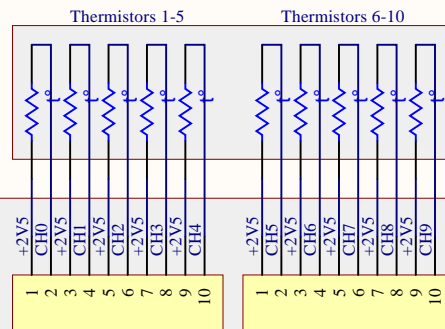 Thermistors 1-5 Thermistors 6-10
+2V5 CH0 +2V5 CH1 +2V5 CH2 +2V5 CH3 +2V5 CH4 +2V5 CH5 +2V5 CH6 +2V5 CH7 +2V5 CH8 +2V5 CH9
1 2 3 4 5 6 7 8 9 10 1 2 3 4 5 6 7 8 9 10